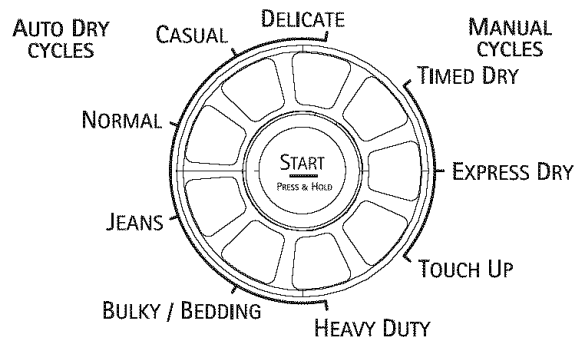 AUTO DRY
CYCLES
CASUAL
DELICATE
MANUAL
CYCLES
TIMED DRY
NORMAL
START
PRESS & HOLD
EXPRESS DRY
JEANS
TOUCH UP
BULKY / BEDDING
HEAVY DUTY